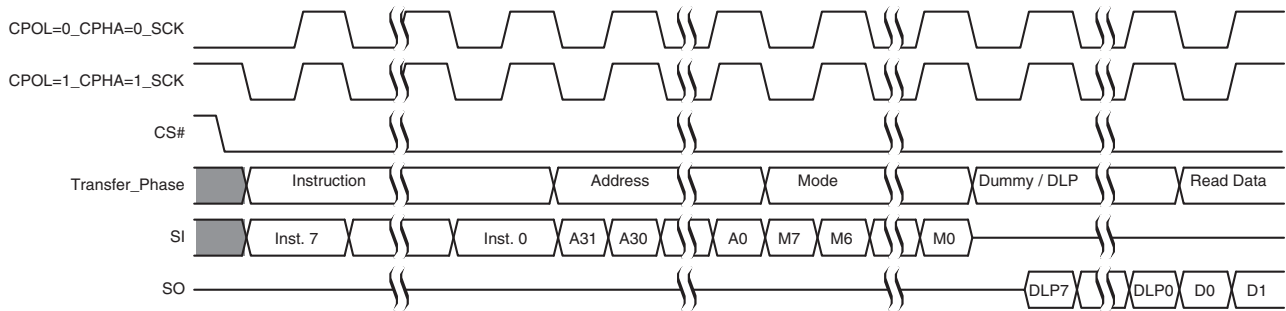 CPOL=0_CPHA=0_SCK
CPOL=1_CPHA=1_SCK
CS#
Transfer_Phase Instruction Address Mode Dummy / DLP Read Data
SI Inst. 7 Inst. 0 A31 A30 A0 M7 M6 M0
SO DLP7 DLP0 D0 D1